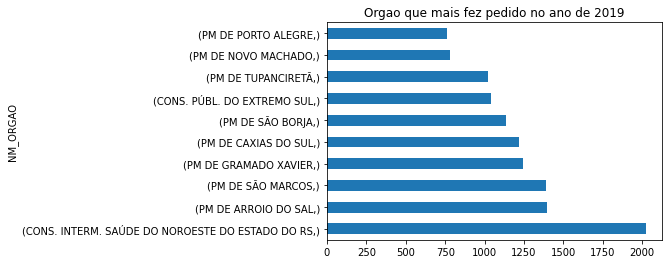 Orgao que mais fez pedido no ano de 2019
NM_ORGAO
(PM DE PORTO ALEGRE,)
(PM DE NOVO MACHADO,)
(PM DE TUPANCIRETÃ,)
(CONS. PÚBL. DO EXTREMO SUL,)
(PM DE SÃO BORJA,)
(PM DE CAXIAS DO SUL,)
(PM DE GRAMADO XAVIER,)
(PM DE SÃO MARCOS,)
(PM DE ARROIO DO SAL,)
(CONS. INTERM. SAÚDE DO NOROESTE DO ESTADO DO RS,)
0 250 500 750 1000 1250 1500 1750 2000